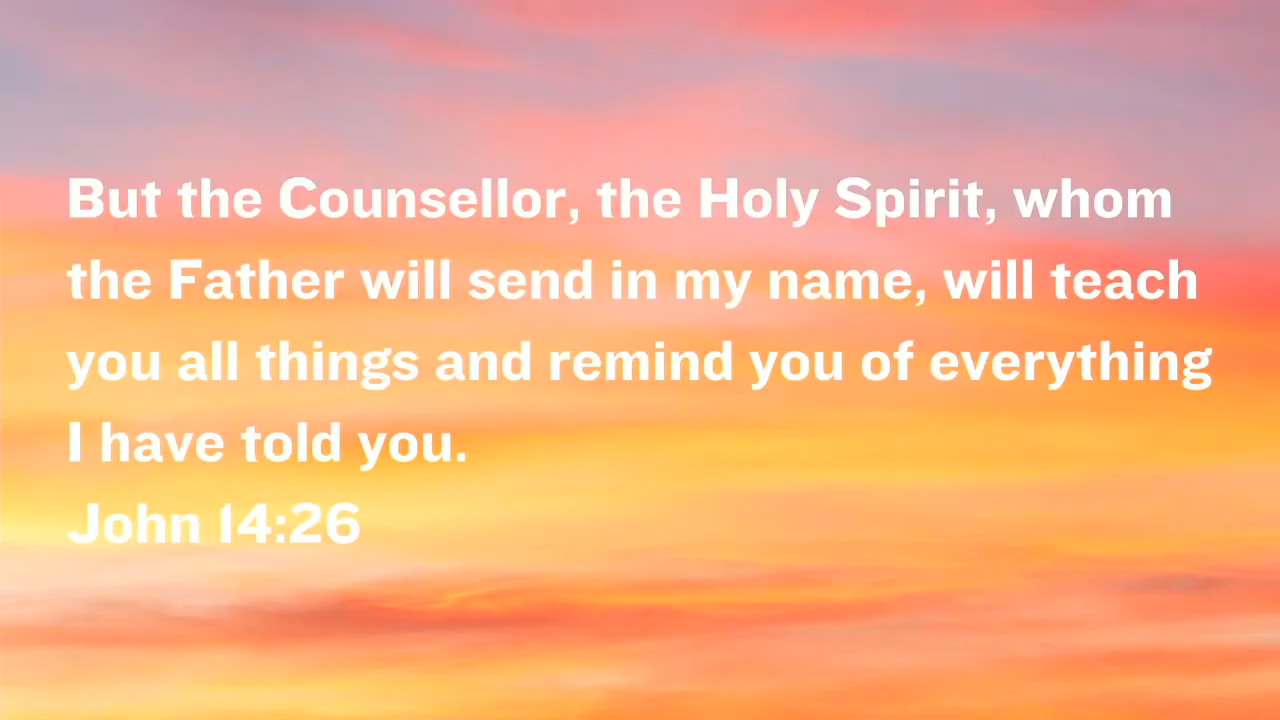 But the Counsellor, the Holy Spirit, whom
the Father will send in my name, will teach
you all things and remind you of everything
I have told you.
John 14:26